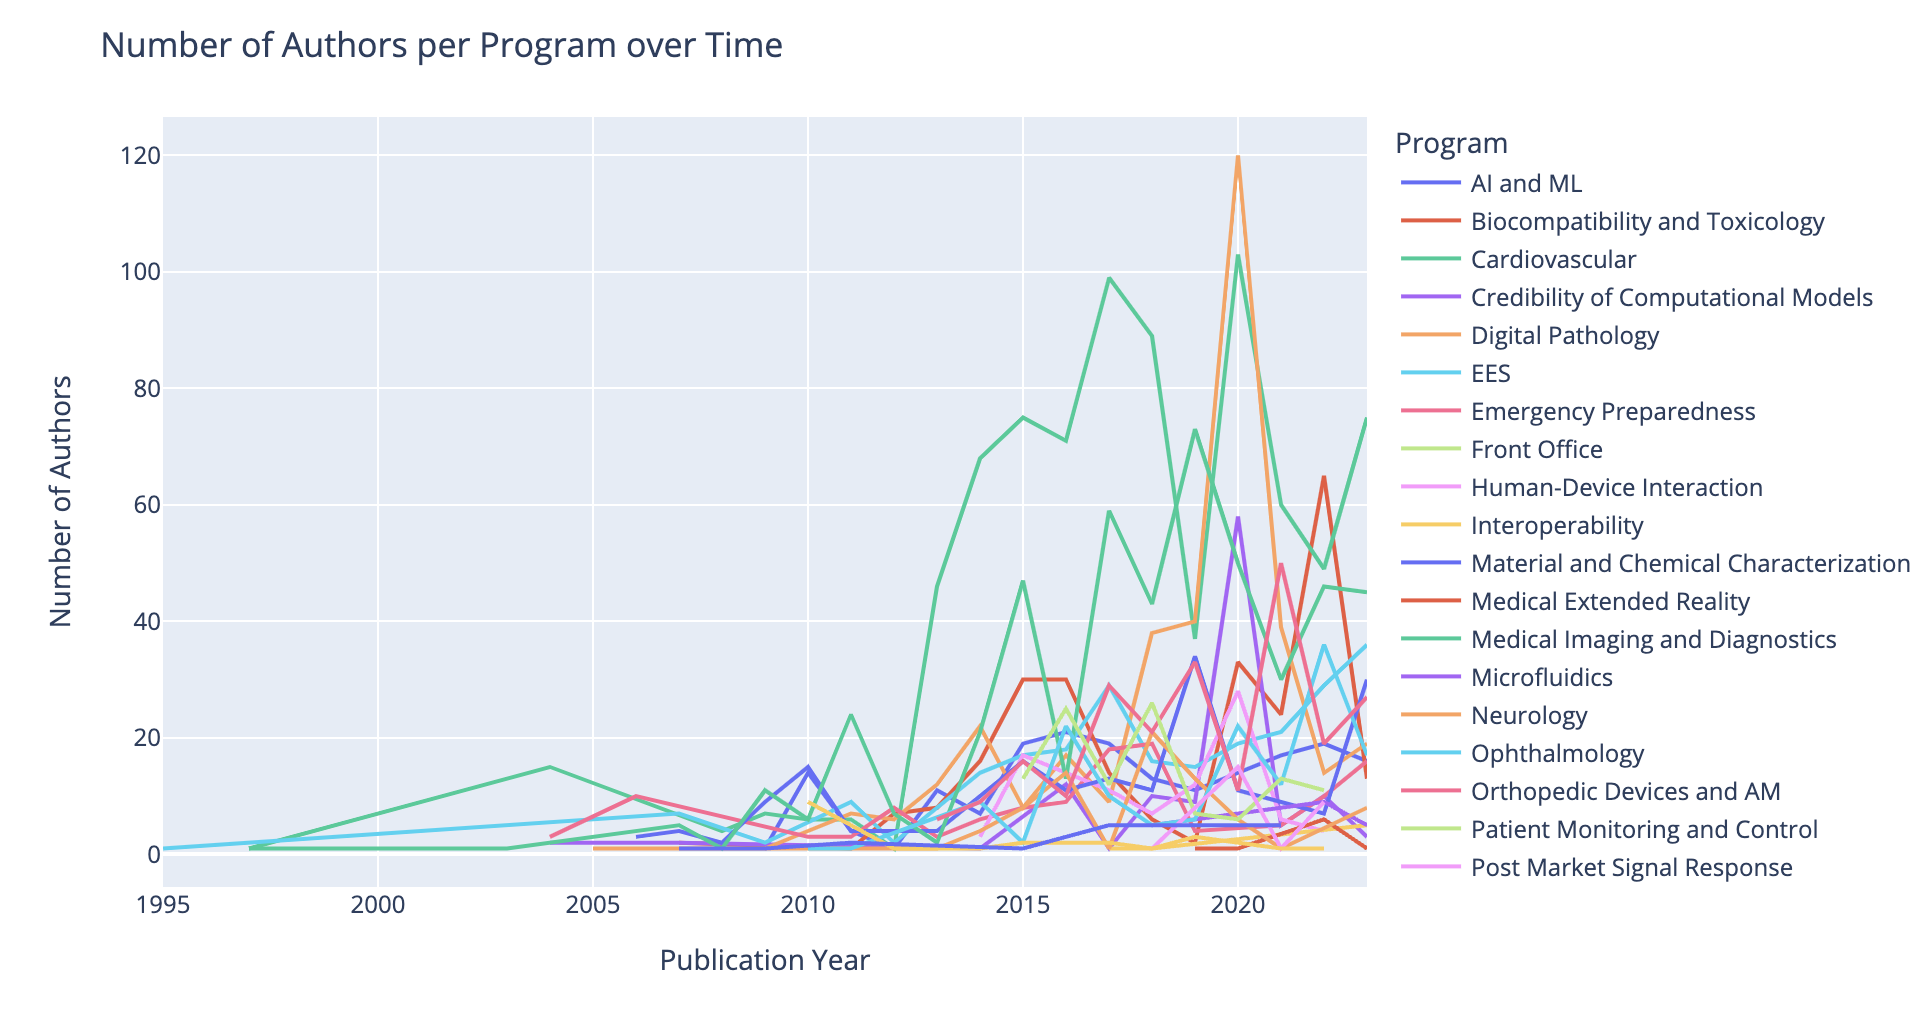 Number of Authors per Program over Time
Number of Authors
120
100
80
60
40
20
0
1995
2000
2005
2010
2015
2020
Publication Year
Program
AI and ML
Biocompatibility and Toxicology
Cardiovascular
Credibility of Computational Models
Digital Pathology
EES
Emergency Preparedness
Front Office
Human-Device Interaction
Interoperability
Material and Chemical Characterization
Medical Extended Reality
Medical Imaging and Diagnostics
Microfluidics
Neurology
Ophthalmology
Orthopedic Devices and AM
Patient Monitoring and Control
Post Market Signal Response